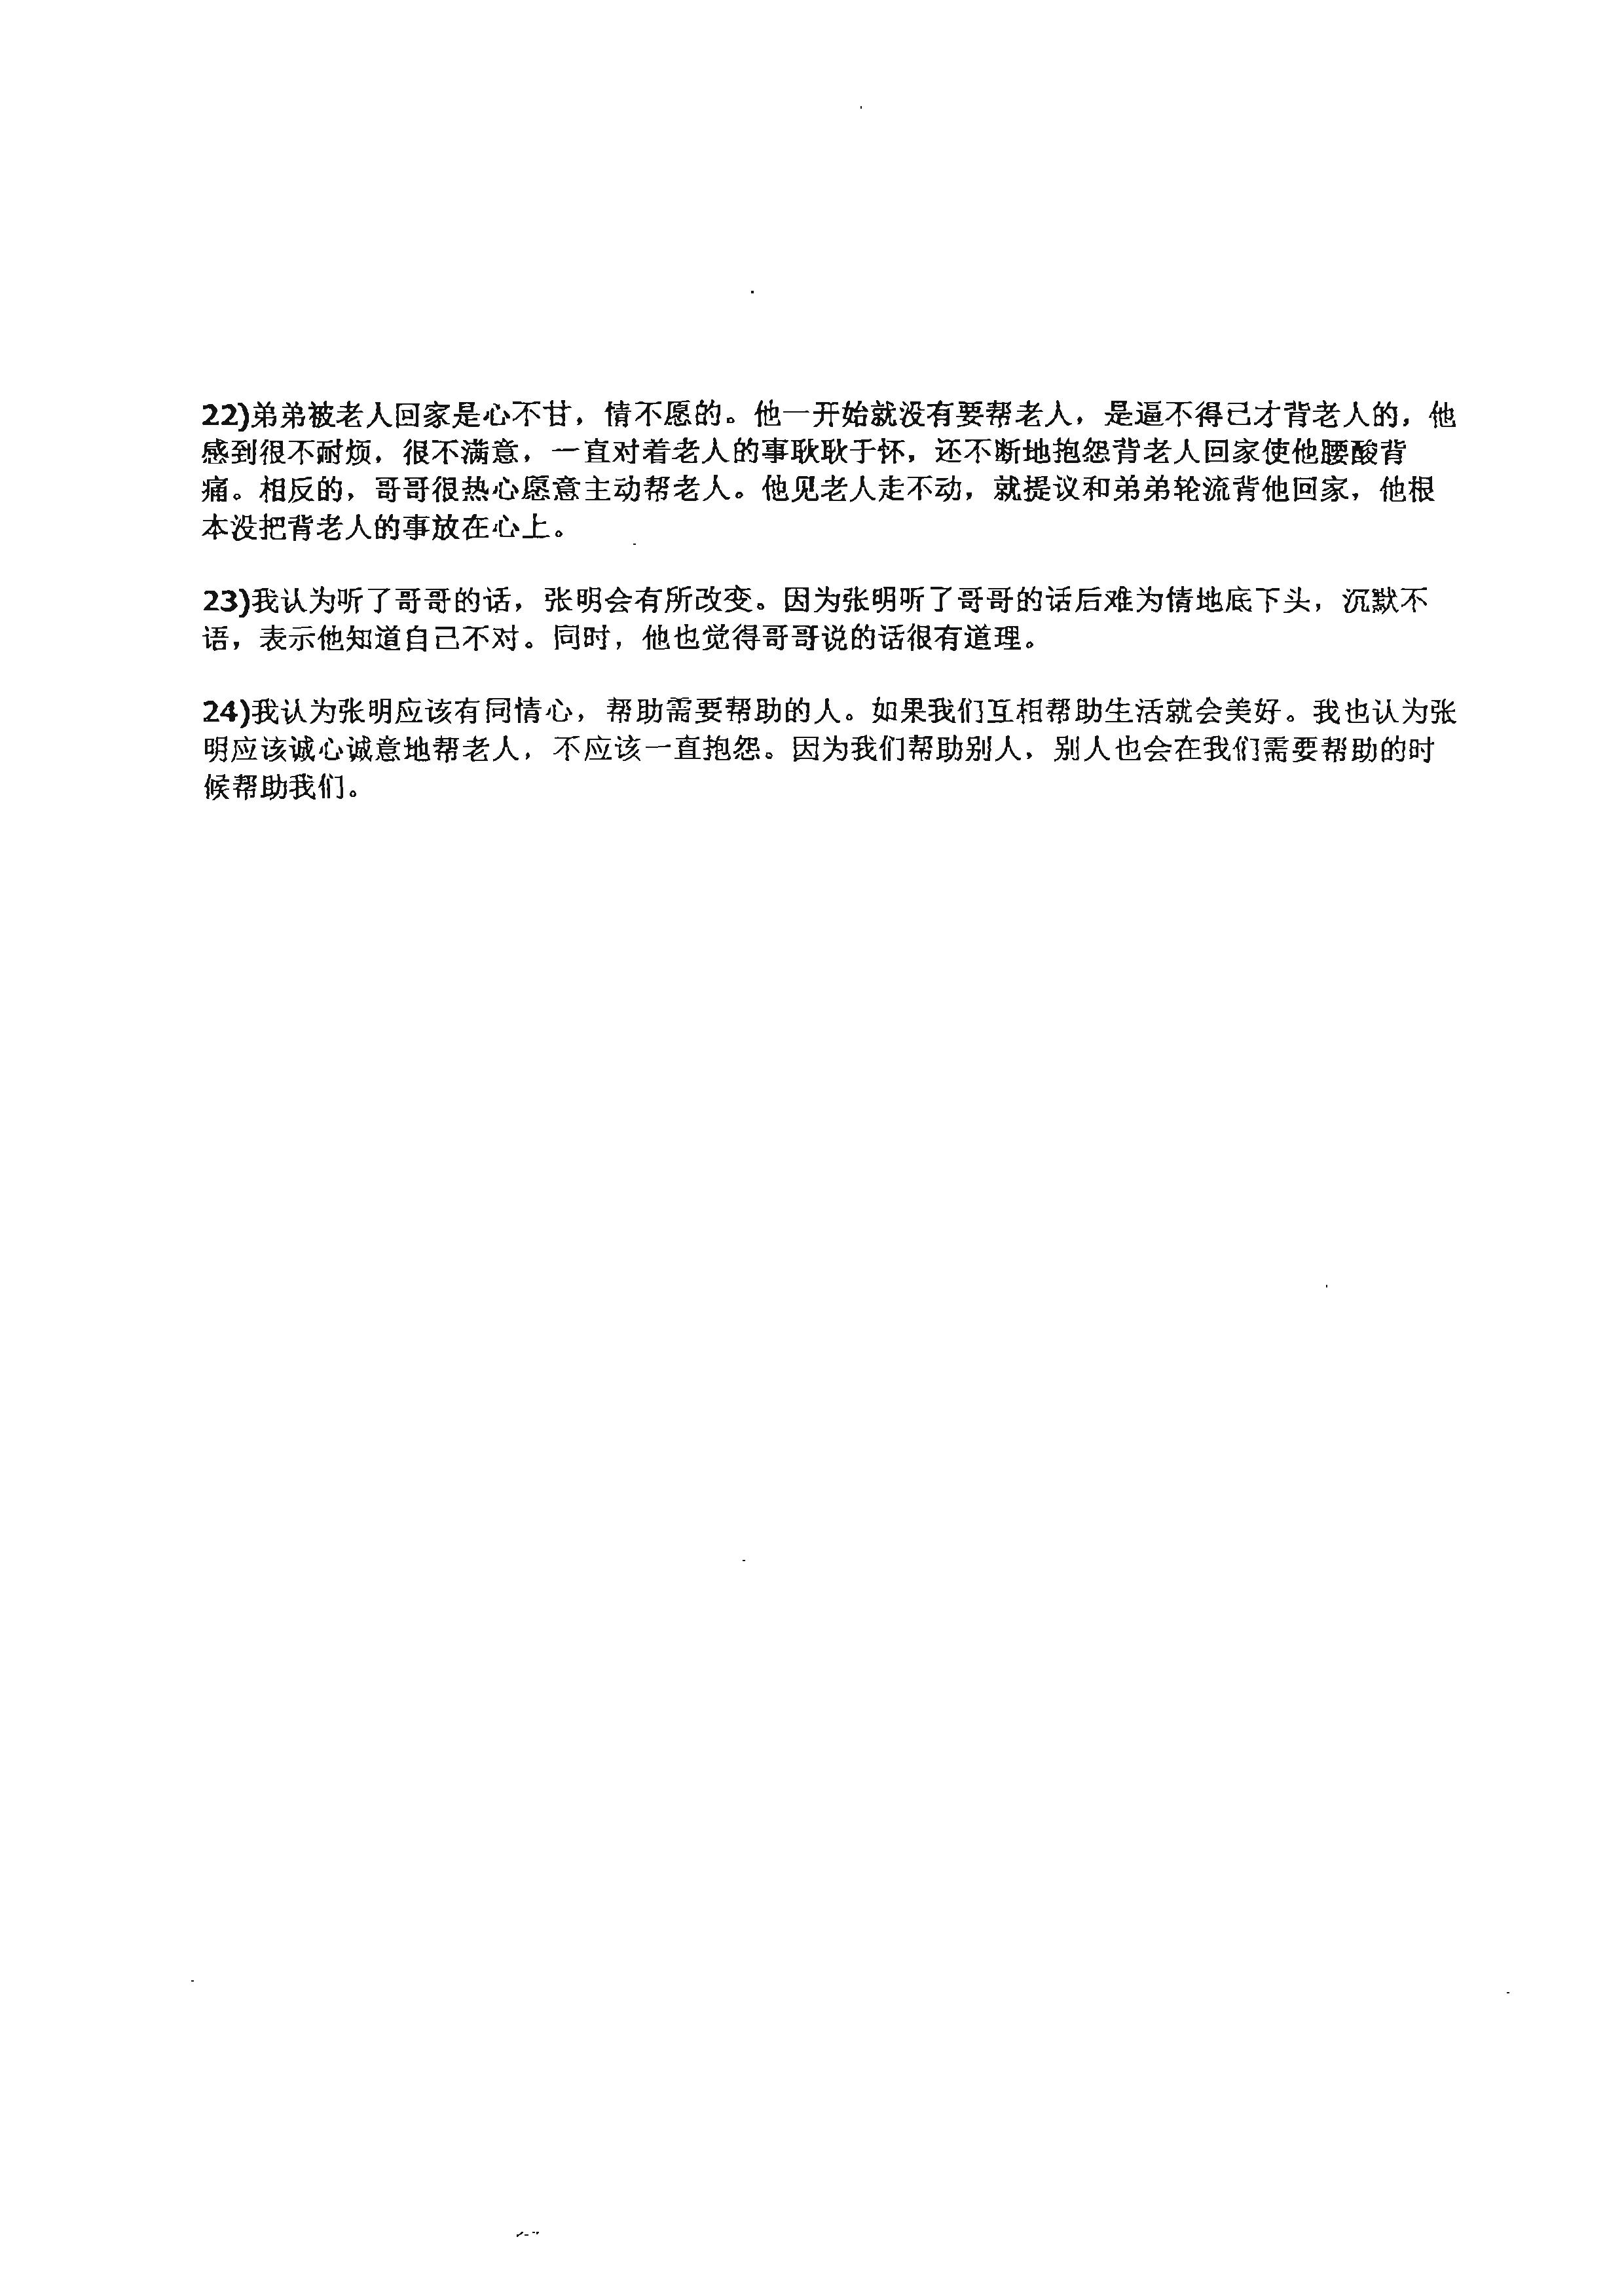 22)弟弟被老人回家是心不甘，情不愿的。他一开始就没有要帮老人，是逼不得已才背老人的，他
感到很不耐烦，很不满意，一直对着老人的事耿耿于怀，还不断地抱怨背老人回家使他腰酸背
痛。相反的，哥哥很热心愿意主动帮老人。他见老人走不动，就提议和弟弟轮流背他回家，他根
本没把背老人的事放在心上。
23)我认为听了哥哥的话，张明会有所改变。因为张明听了哥哥的话后难为情地底下头，沉默不
语，表示他知道自己不对。同时，他也觉得哥哥说的话很有道理。
24)我认为张明应该有同情心，帮助需要帮助的人。如果我们互相帮助生活就会美好。我也认为张
明应该诚心诚意地帮老人，不应该一直抱怨。因为我们帮助别人，别人也会在我们需要帮助的时
候帮助我们。